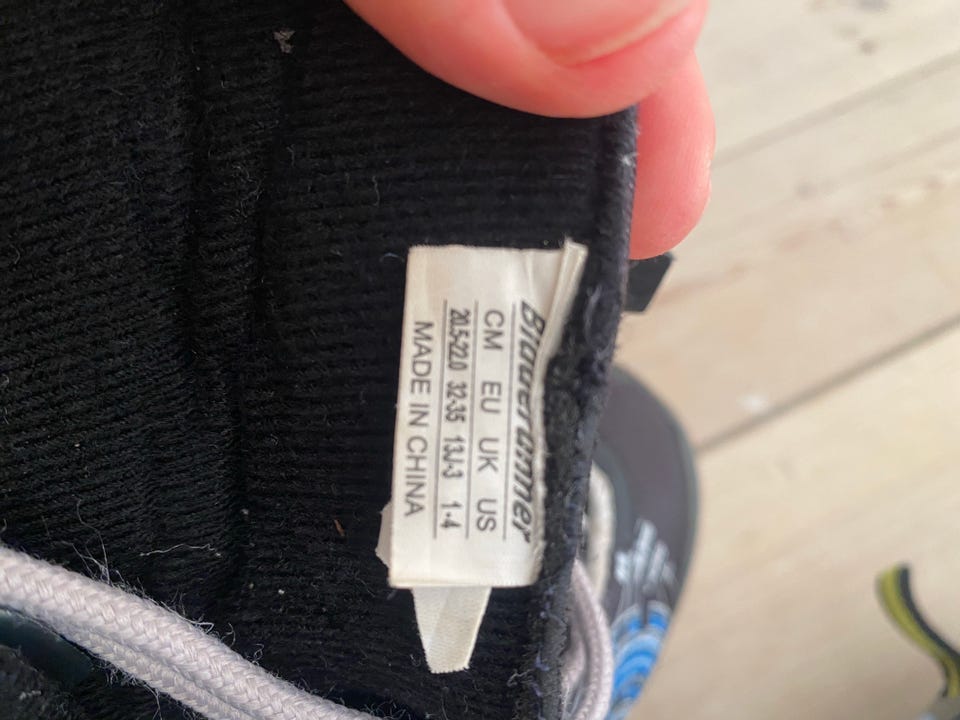 Bladerunner
CM EU UK US
20.5-22.0 32-35 13J-3 1-4
MADE IN CHINA